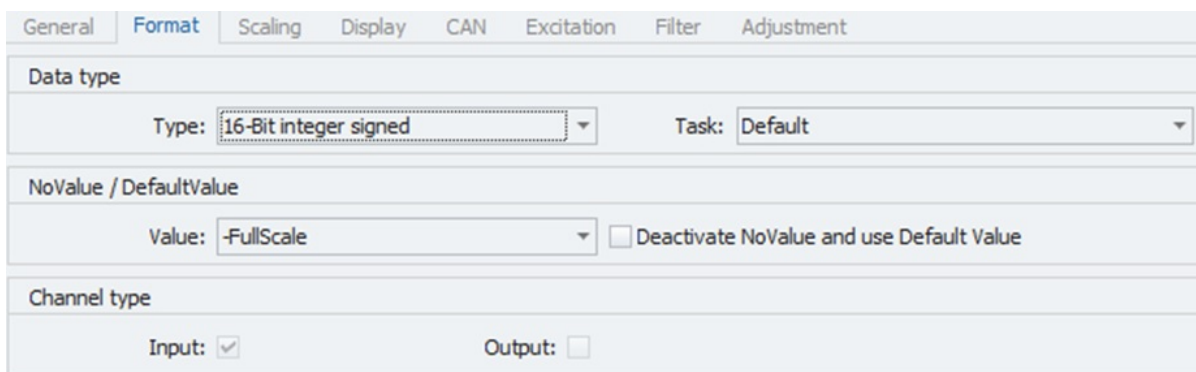 General Format Scaling Display CAN Excitation Filter Adjustment
Data type
Type: 16-Bit integer signed Task: Default
NoValue / DefaultValue
Value: -FullScale Deactivate NoValue and use Default Value
Channel type
Input: Output: